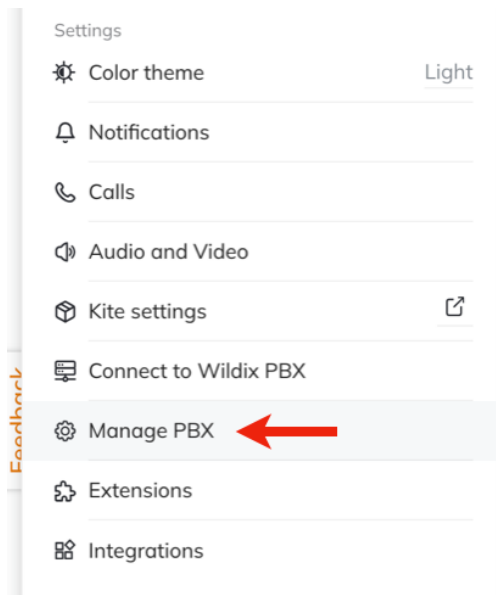 Settings
Color theme Light
Notifications
Calls
Audio and Video
Kite settings
Connect to Wildix PBX
Feedback
Manage PBX
Extensions
Integrations